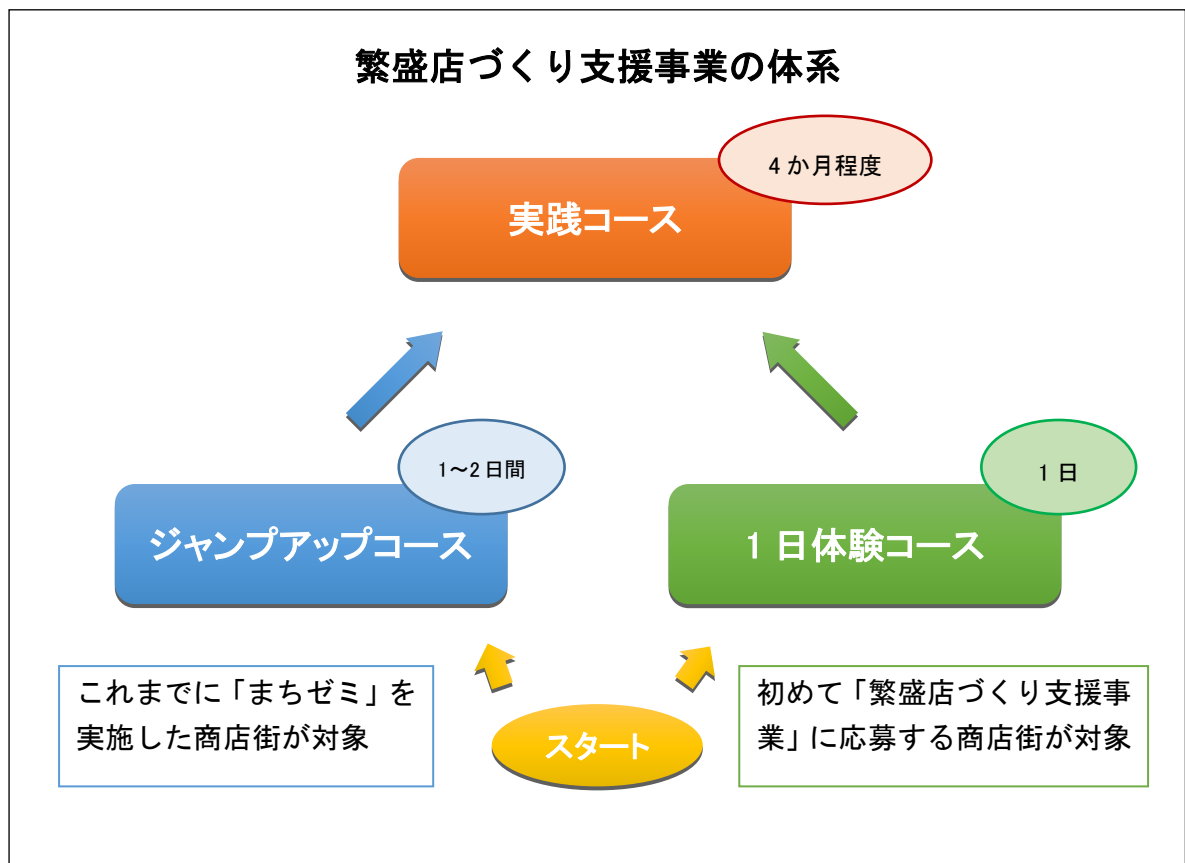 繁盛店づくり支援事業の体系
4か月程度
実践コース
1～2日間
ジャンプアップコース
1日
1日体験コース
これまでに「まちゼミ」を
実施した商店街が対象
スタート
初めて「繁盛店づくり支援事
業」に応募する商店街が対象